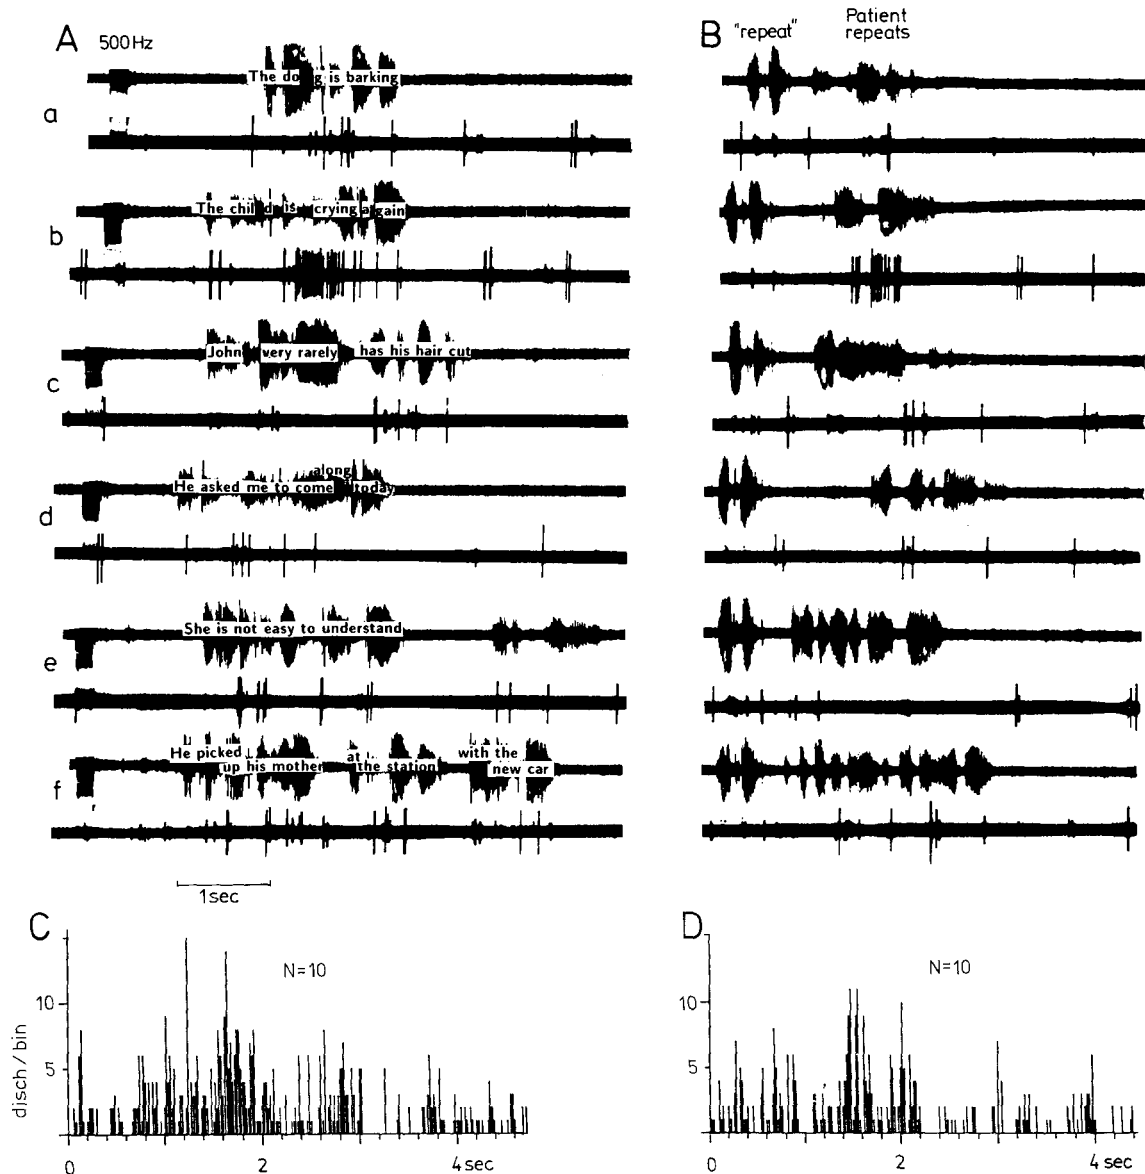 A
500Hz
B
"repeat"
Patient
repeats
a
The dog is barking
b
The child is crying again
c
John very rarely has his hair cut
d
along
He asked me to come today
e
She is not easy to understand
f
He picked
up his mother
at
the station
with the
new car
1sec
C
N=10
disch/bin
10
5
0
2
4 sec
D
N=10
10
5
0
2
4 sec